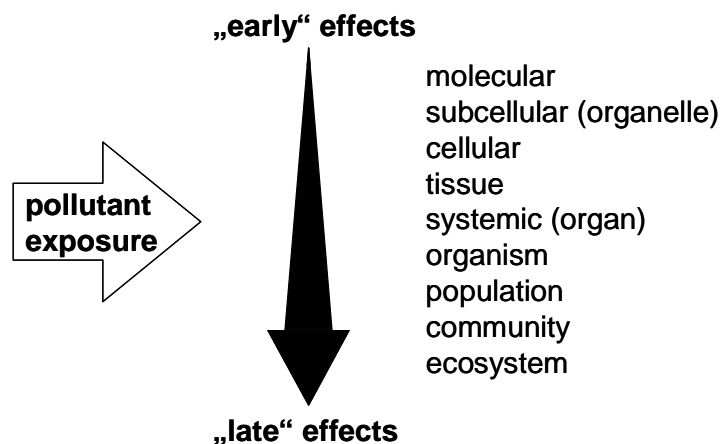 „early“ effects
pollutant
exposure
molecular
subcellular (organelle)
cellular
tissue
systemic (organ)
organism
population
community
ecosystem
„late“ effects